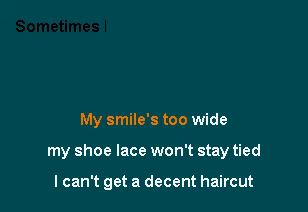 Sometimes I
My smile's too wide
my shoe lace won't stay tied
I can't get a decent haircut